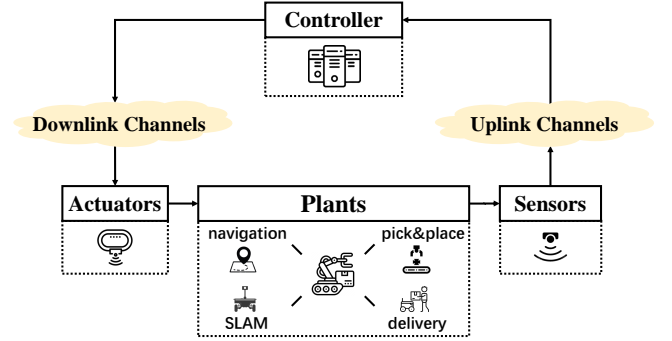 Controller
Downlink Channels
Uplink Channels
Actuators
Plants
Sensors
navigation
pick&place
SLAM
delivery